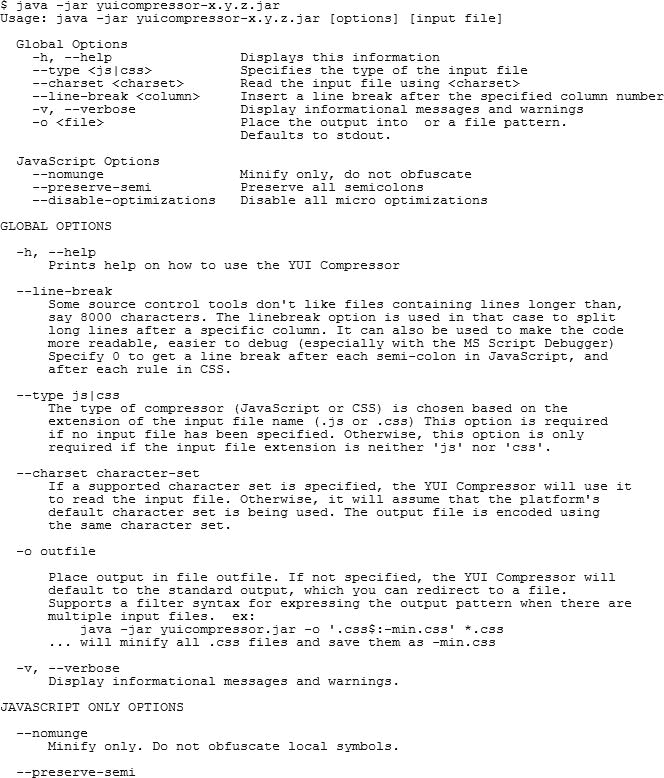 $ java -jar yuicompressor-x.y.z.jar
Usage: java -jar yuicompressor-x.y.z.jar [options] [input file]
Global Options
-h, --help                Displays this information
--type <js|css>           Specifies the type of the input file
--charset <charset>       Read the input file using <charset>
--line-break <column>     Insert a line break after the specified column number
-v, --verbose             Display informational messages and warnings
-o <file>                 Place the output into  or a file pattern.
Defaults to stdout.
JavaScript Options
--nomunge                 Minify only, do not obfuscate
--preserve-semi           Preserve all semicolons
--disable-optimizations   Disable all micro optimizations
GLOBAL OPTIONS
-h, --help
Prints help on how to use the YUI Compressor
--line-break
Some source control tools don't like files containing lines longer than,
say 8000 characters. The linebreak option is used in that case to split
long lines after a specific column. It can also be used to make the code
more readable, easier to debug (especially with the MS Script Debugger)
Specify 0 to get a line break after each semi-colon in JavaScript, and
after each rule in CSS.
--type js|css
The type of compressor (JavaScript or CSS) is chosen based on the
extension of the input file name (.js or .css) This option is required
if no input file has been specified. Otherwise, this option is only
required if the input file extension is neither 'js' nor 'css'.
--charset character-set
If a supported character set is specified, the YUI Compressor will use it
to read the input file. Otherwise, it will assume that the platform's
default character set is being used. The output file is encoded using
the same character set.
-o outfile
Place output in file outfile. If not specified, the YUI Compressor will
default to the standard output, which you can redirect to a file.
Supports a filter syntax for expressing the output pattern when there are
multiple input files.  ex:
java -jar yuicompressor.jar -o '.css$:-min.css' *.css
... will minify all .css files and save them as -min.css
-v, --verbose
Display informational messages and warnings.
JAVASCRIPT ONLY OPTIONS
--nomunge
Minify only. Do not obfuscate local symbols.
--preserve-semi